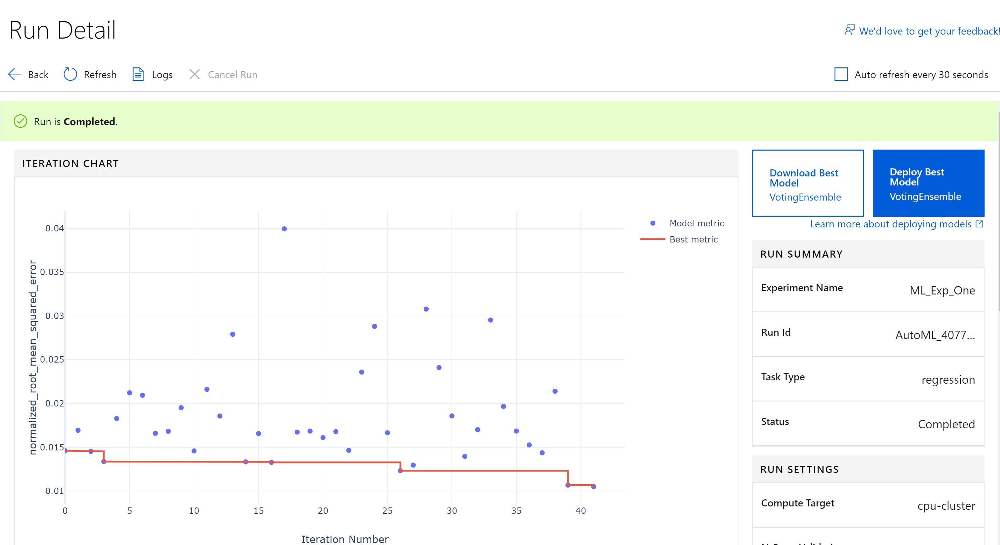 Run Detail
We'd love to get your feedback!
Back
Refresh
Logs
Cancel Run
Auto refresh every 30 seconds
Run is Completed.
ITERATION CHART
normalized_root_mean_squared_error
0.04
0.035
0.03
0.025
0.02
0.015
0.01
0
5
10
15
20
25
30
35
40
Iteration Number
Model metric
Best metric
Download Best
Model
VotingEnsemble
Deploy Best
Model
VotingEnsemble
Learn more about deploying models
RUN SUMMARY
Experiment Name
ML_Exp_One
Run Id
AutoML_4077...
Task Type
regression
Status
Completed
RUN SETTINGS
Compute Target
cpu-cluster